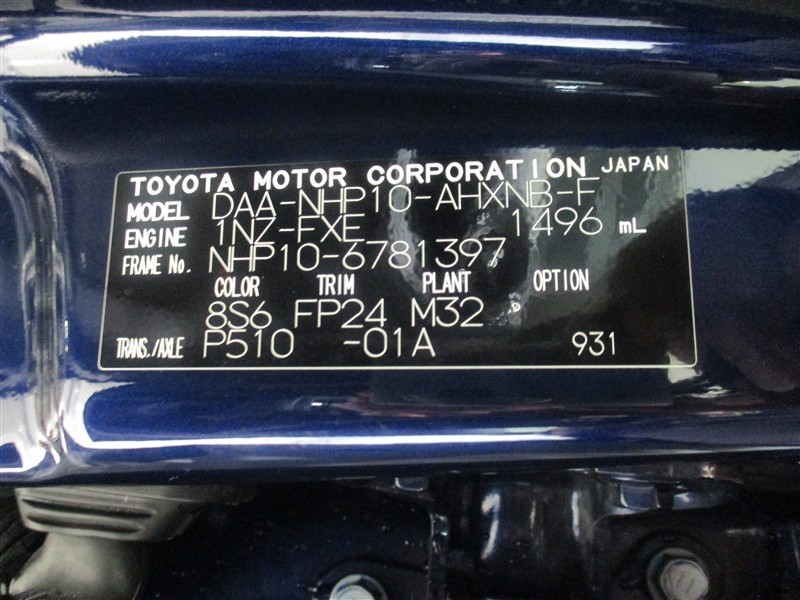 TOYOTA MOTOR CORPORATION JAPAN
MODEL DAA-NHP10-AHXNB-F
ENGINE 1NZ-FXE 1496 mL
FRAME No. NHP10-6781397
COLOR TRIM PLANT OPTION
8S6 FP24 M32
TRANS./AXLE P510 -01A 931